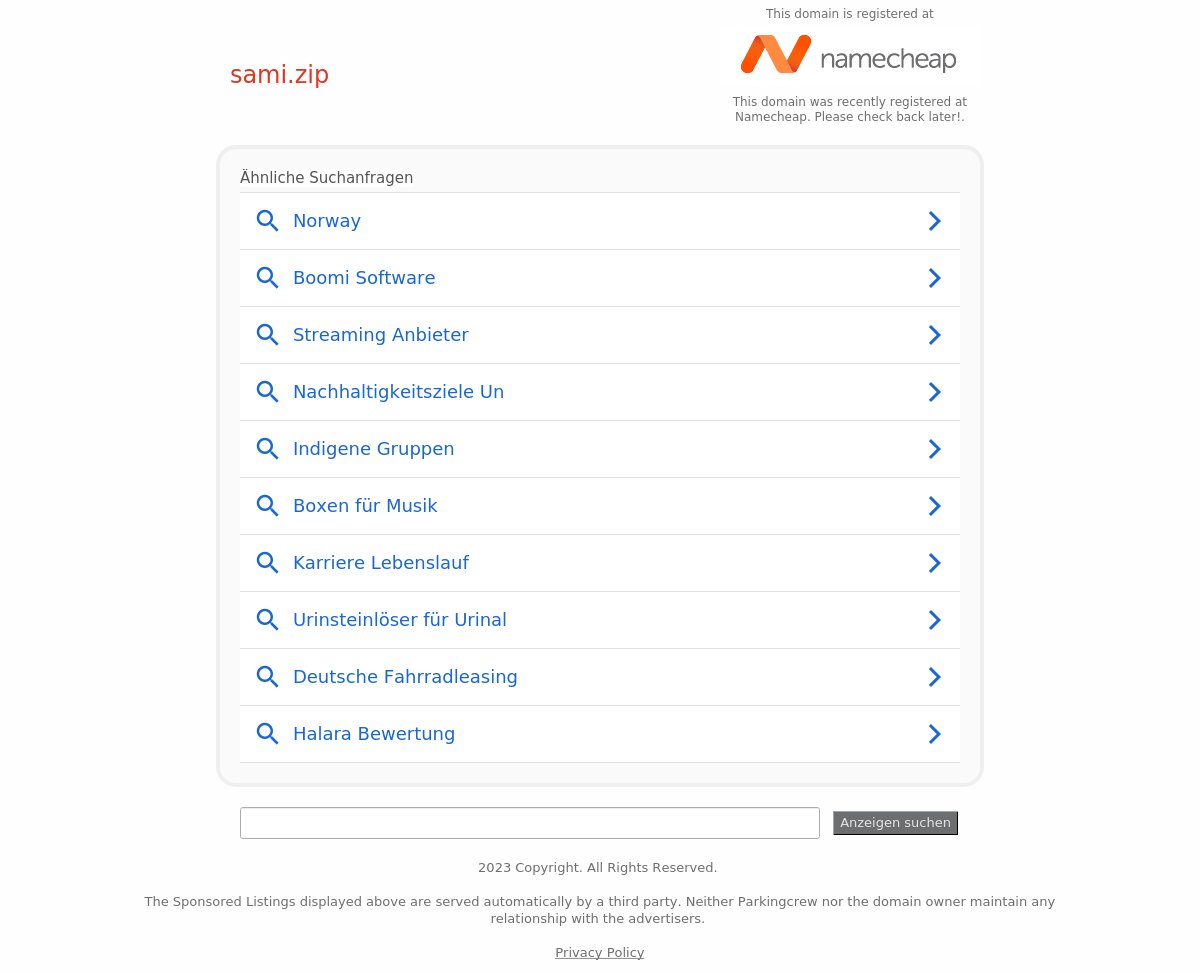 This domain is registered at
namecheap
sami.zip
This domain was recently registered at
Namecheap. Please check back later!.
Ähnliche Suchanfragen
Norway
Boomi Software
Streaming Anbieter
Nachhaltigkeitsziele Un
Indigene Gruppen
Boxen für Musik
Karriere Lebenslauf
Urinsteinlöser für Urinal
Deutsche Fahrradleasing
Halara Bewertung
Anzeigen suchen
2023 Copyright. All Rights Reserved.
The Sponsored Listings displayed above are served automatically by a third party. Neither Parkingcrew nor the domain owner maintain any
relationship with the advertisers.
Privacy Policy